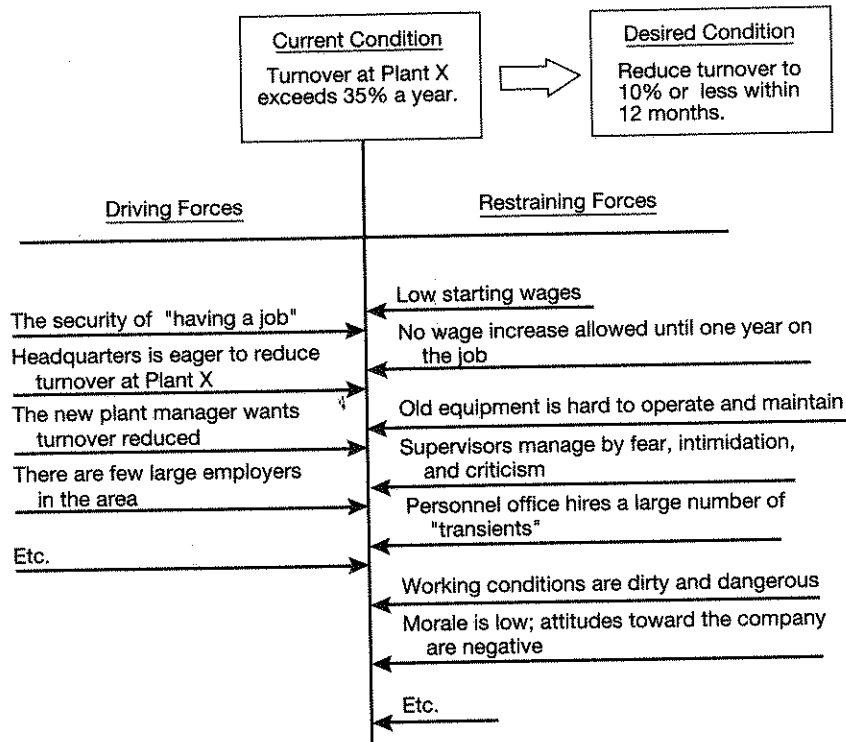 Current Condition
Turnover at Plant X
exceeds 35% a year.
Desired Condition
Reduce turnover to
10% or less within
12 months.
Driving Forces
Restraining Forces
The security of "having a job"
Headquarters is eager to reduce
turnover at Plant X
The new plant manager wants
turnover reduced
There are few large employers
in the area
Etc.
Low starting wages
No wage increase allowed until one year on
the job
Old equipment is hard to operate and maintain
Supervisors manage by fear, intimidation,
and criticism
Personnel office hires a large number of
"transients"
Working conditions are dirty and dangerous
Morale is low; attitudes toward the company
are negative
Etc.